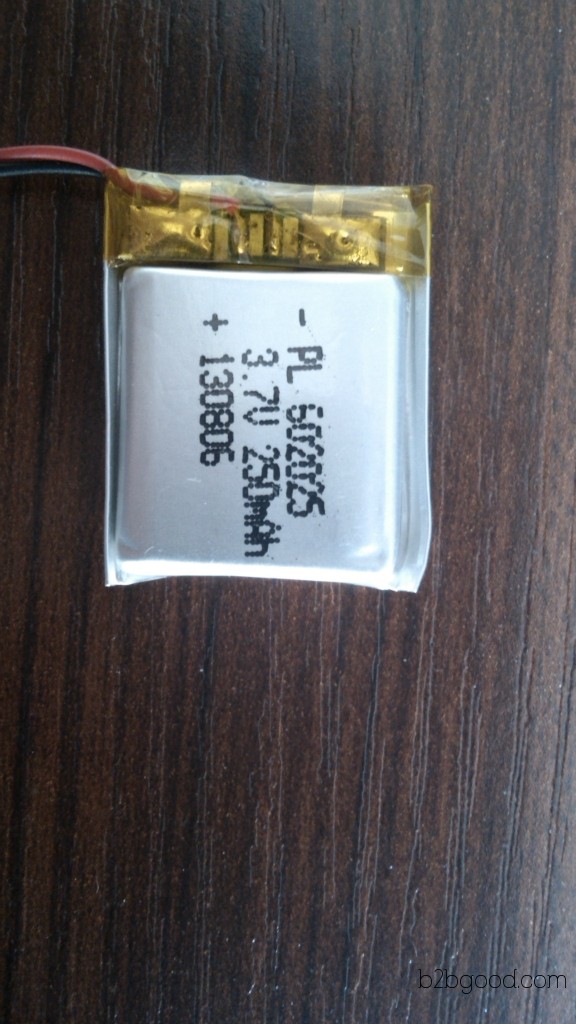 - PL 602025
3.7V 250mAh
+ 130806
b2bgood.com